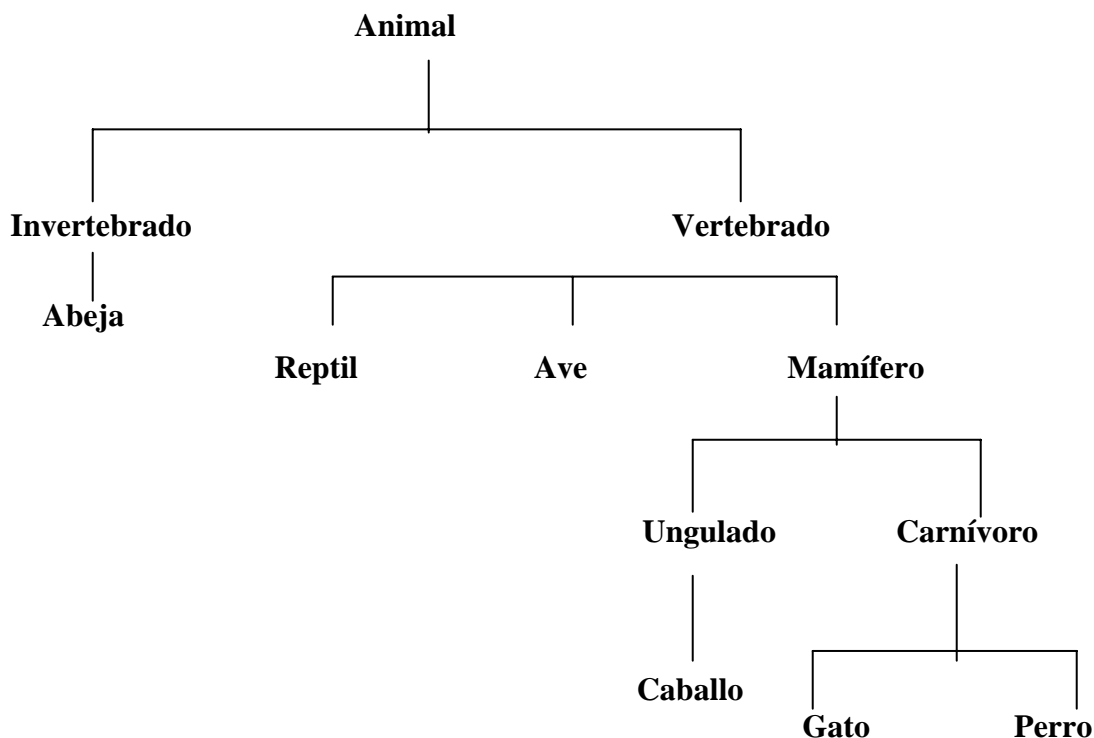 Animal
Invertebrado Vertebrado
Abeja
Reptil Ave Mamífero
Ungulado Carnívoro
Caballo
Gato Perro